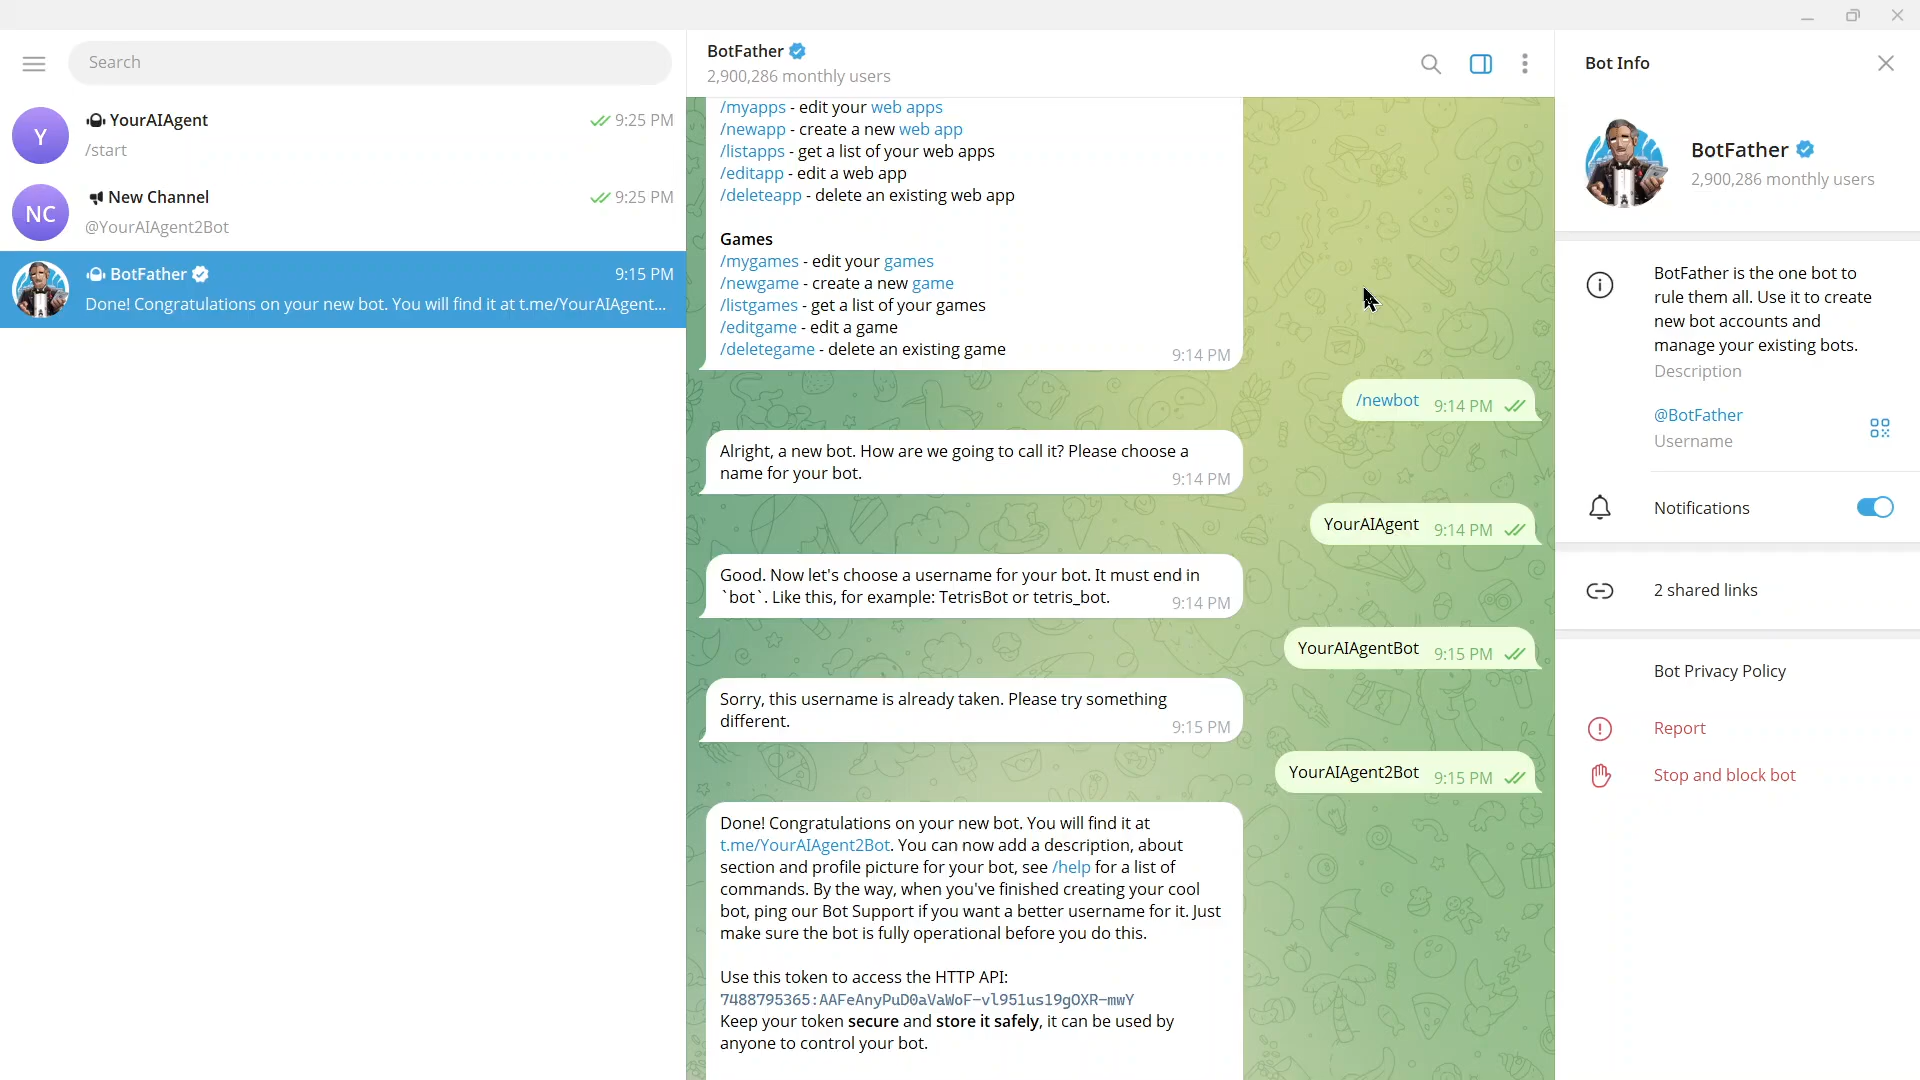 Search
YourAIAgent
9:25 PM
/start
New Channel
9:25 PM
@YourAIAgent2Bot
BotFather
9:15 PM
Done! Congratulations on your new bot. You will find it at t.me/YourAIAgent...
Y
NC
BotFather
2,900,286 monthly users
/myapps - edit your web apps
/newapp - create a new web app
/listapps - get a list of your web apps
/editapp - edit a web app
/deleteapp - delete an existing web app
Games
/mygames - edit your games
/newgame - create a new game
/listgames - get a list of your games
/editgame - edit a game
/deletegame - delete an existing game
9:14 PM
/newbot 9:14 PM
Alright, a new bot. How are we going to call it? Please choose a
name for your bot.
9:14 PM
YourAIAgent 9:14 PM
Good. Now let's choose a username for your bot. It must end in
`bot`. Like this, for example: TetrisBot or tetris_bot.
9:14 PM
YourAIAgentBot 9:15 PM
Sorry, this username is already taken. Please try something
different.
9:15 PM
YourAIAgent2Bot 9:15 PM
Done! Congratulations on your new bot. You will find it at
t.me/YourAIAgent2Bot. You can now add a description, about
section and profile picture for your bot, see /help for a list of
commands. By the way, when you've finished creating your cool
bot, ping our Bot Support if you want a better username for it. Just
make sure the bot is fully operational before you do this.
Use this token to access the HTTP API:
7488795365:AAFeAnyPuD0aVaWoF-vl951us19gOXR-mwY
Keep your token secure and store it safely, it can be used by
anyone to control your bot.
Bot Info
BotFather
2,900,286 monthly users
BotFather is the one bot to
rule them all. Use it to create
new bot accounts and
manage your existing bots.
Description
@BotFather
Username
Notifications
2 shared links
Bot Privacy Policy
Report
Stop and block bot